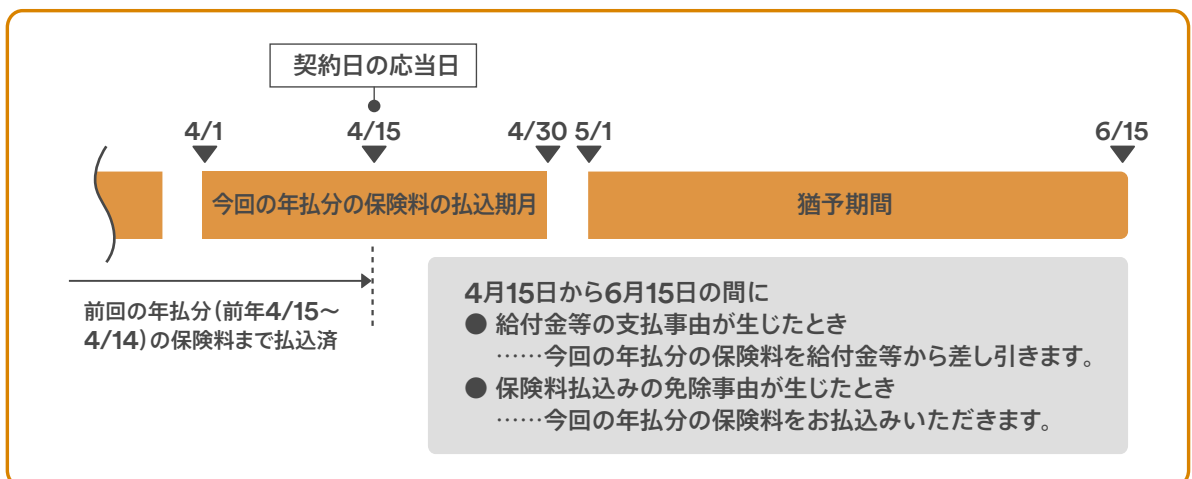 契約日の応当日
4/1 4/15 4/30 5/1 6/15
今回の年払分の保険料の払込期月 猶予期間
前回の年払分(前年4/15～
4/14)の保険料まで払込済
4月15日から6月15日の間に
● 給付金等の支払事由が生じたとき
……今回の年払分の保険料を給付金等から差し引きます。
● 保険料払込みの免除事由が生じたとき
……今回の年払分の保険料をお払込みいただきます。